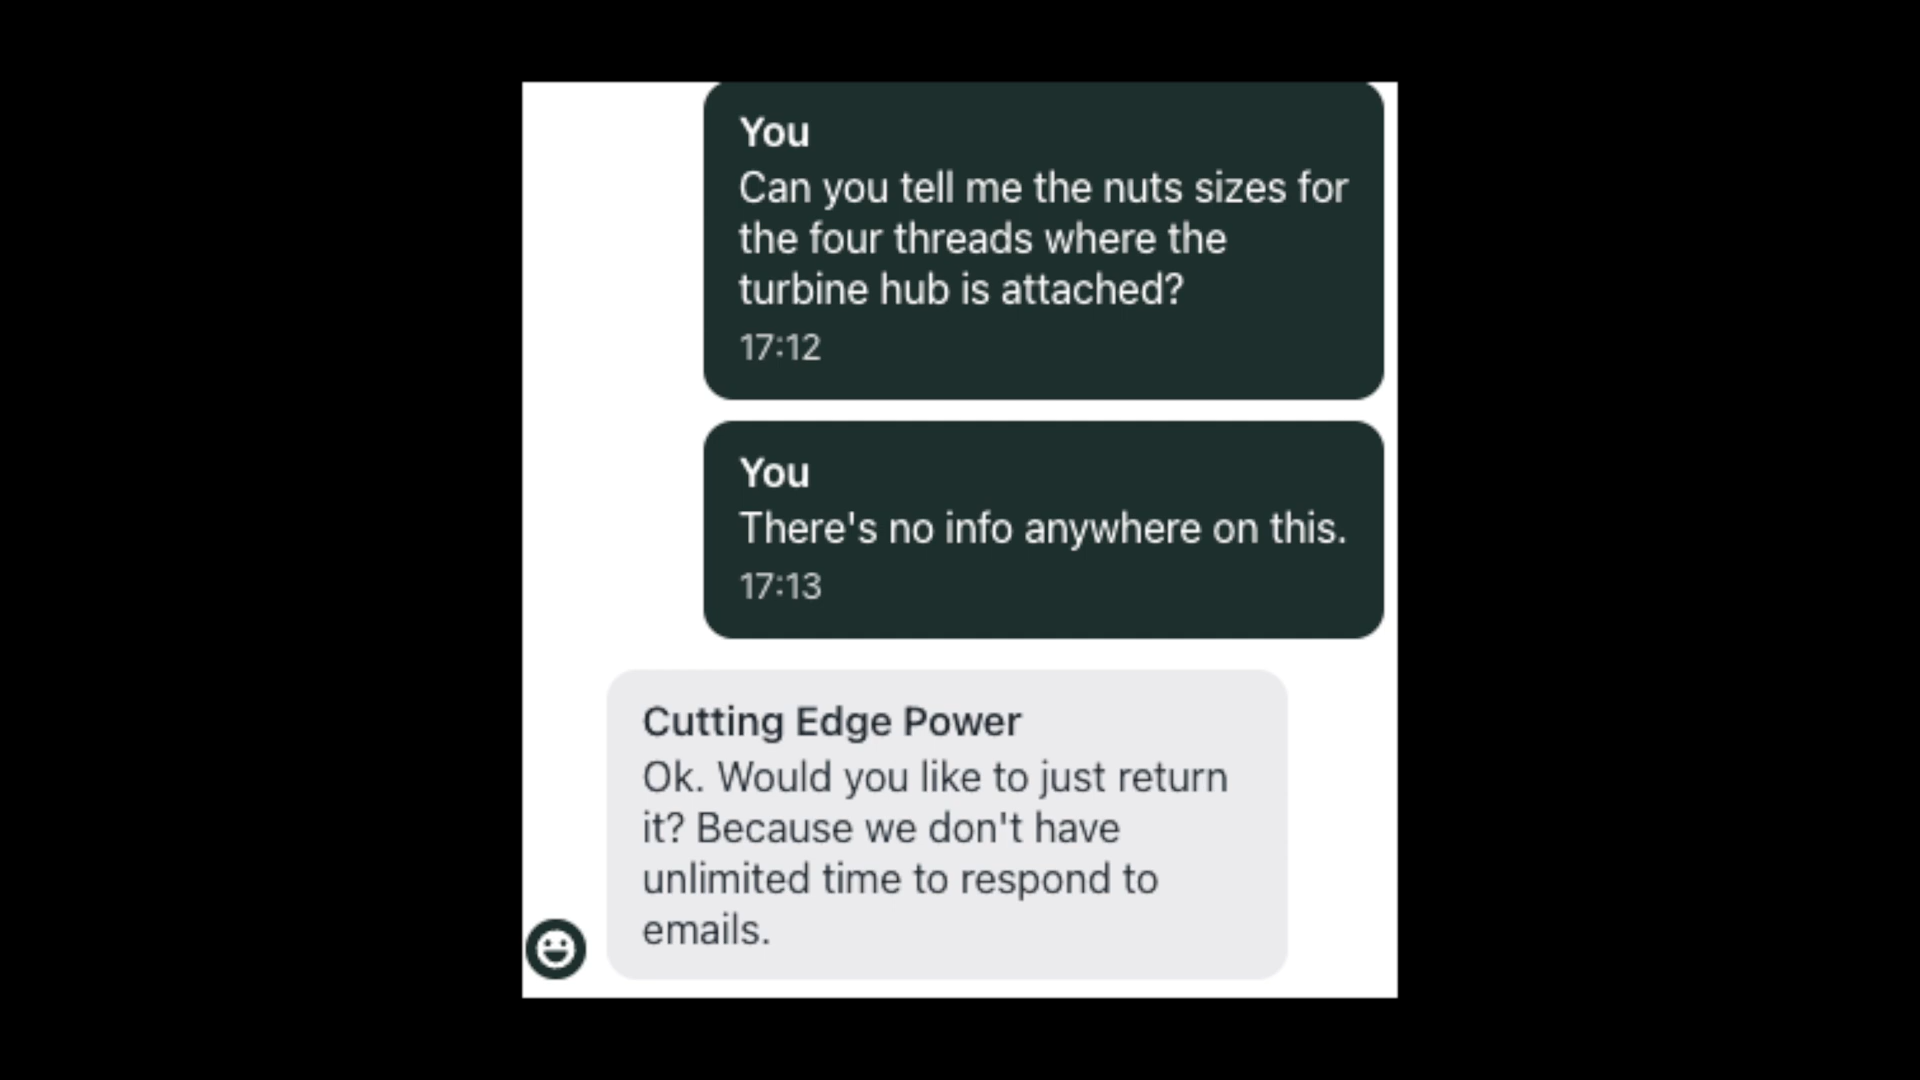 You
Can you tell me the nuts sizes for
the four threads where the
turbine hub is attached?
17:12
You
There's no info anywhere on this.
17:13
Cutting Edge Power
Ok. Would you like to just return
it? Because we don't have
unlimited time to respond to
emails.